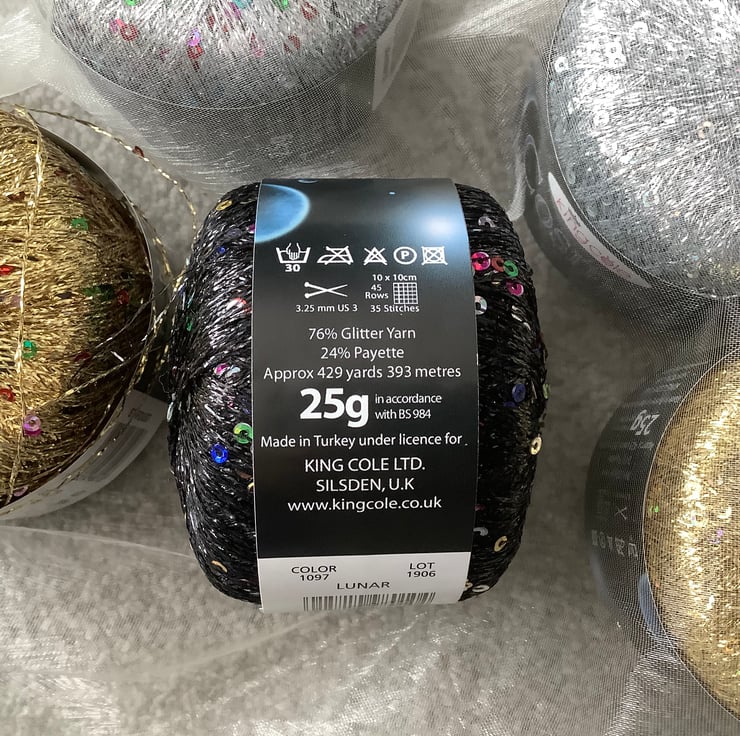 30
10 x 10cm
45
Rows
3.25 mm US 3
35 Stitches
76% Glitter Yarn
24% Payette
Approx 429 yards 393 metres
25g in accordance
with BS 984
Made in Turkey under licence for.
KING COLE LTD.
SILSDEN, U.K
www.kingcole.co.uk
COLOR
1097
LOT
1906
LUNAR
25g